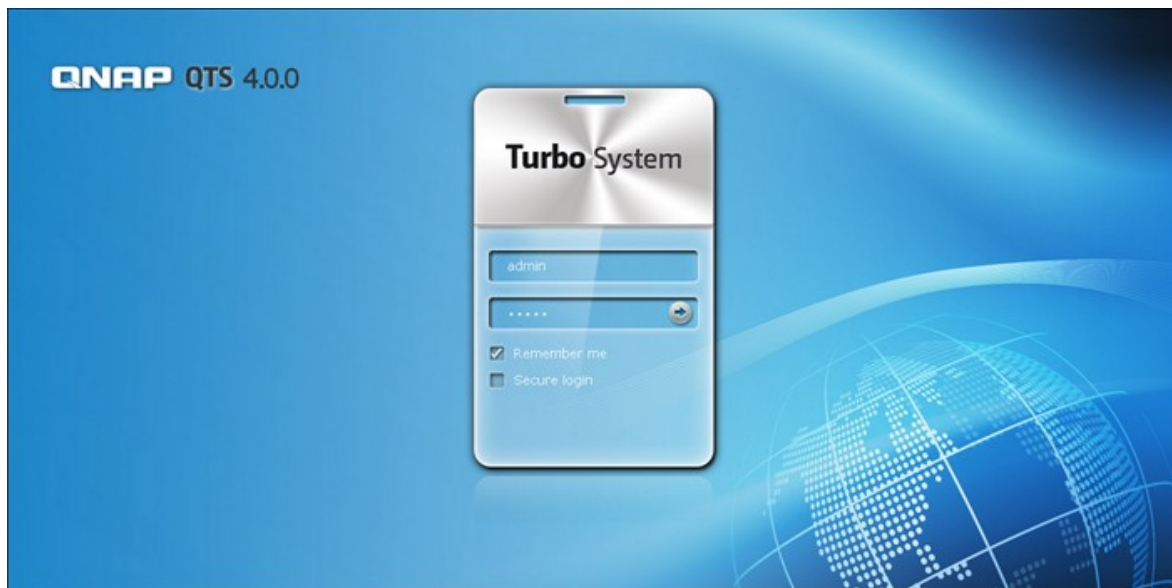 QNAP QTS 4.0.0
Turbo System
admin
•••••
Remember me
Secure login